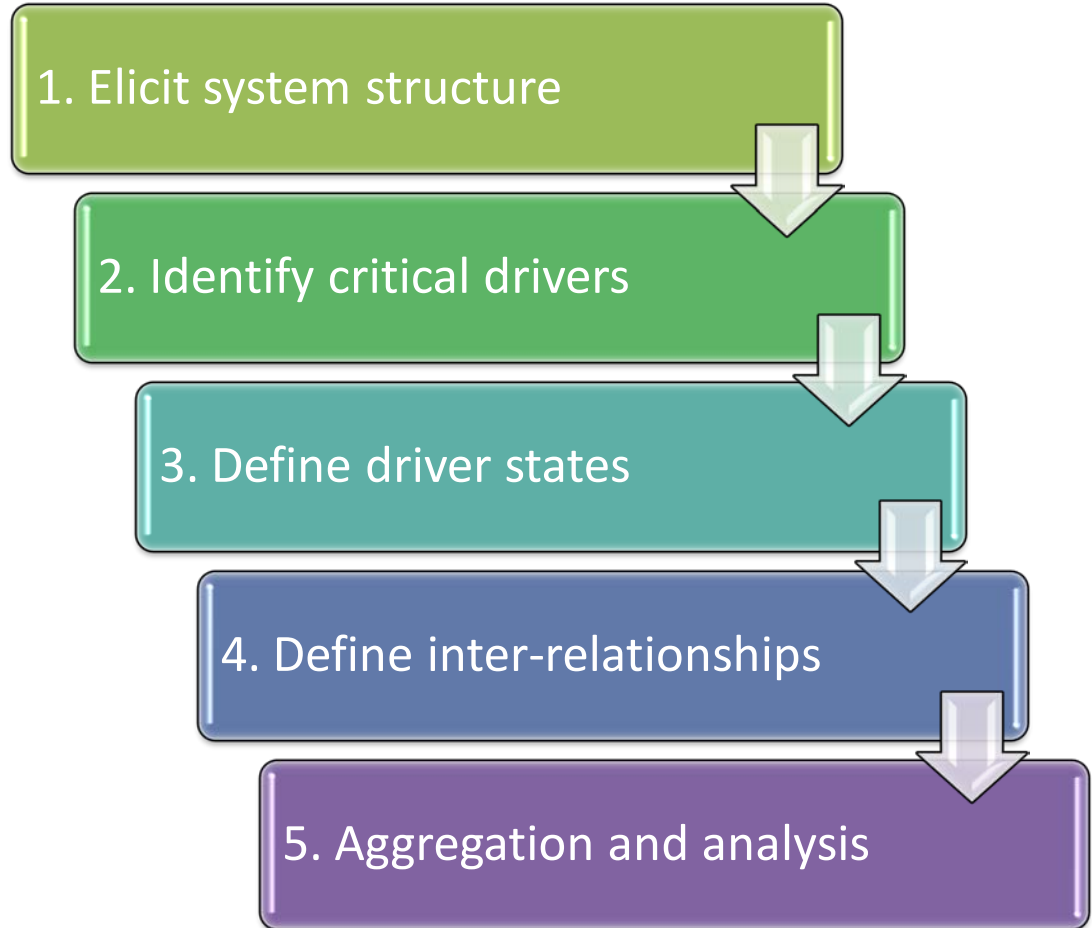 1. Elicit system structure
2. Identify critical drivers
3. Define driver states
4. Define inter-relationships
5. Aggregation and analysis